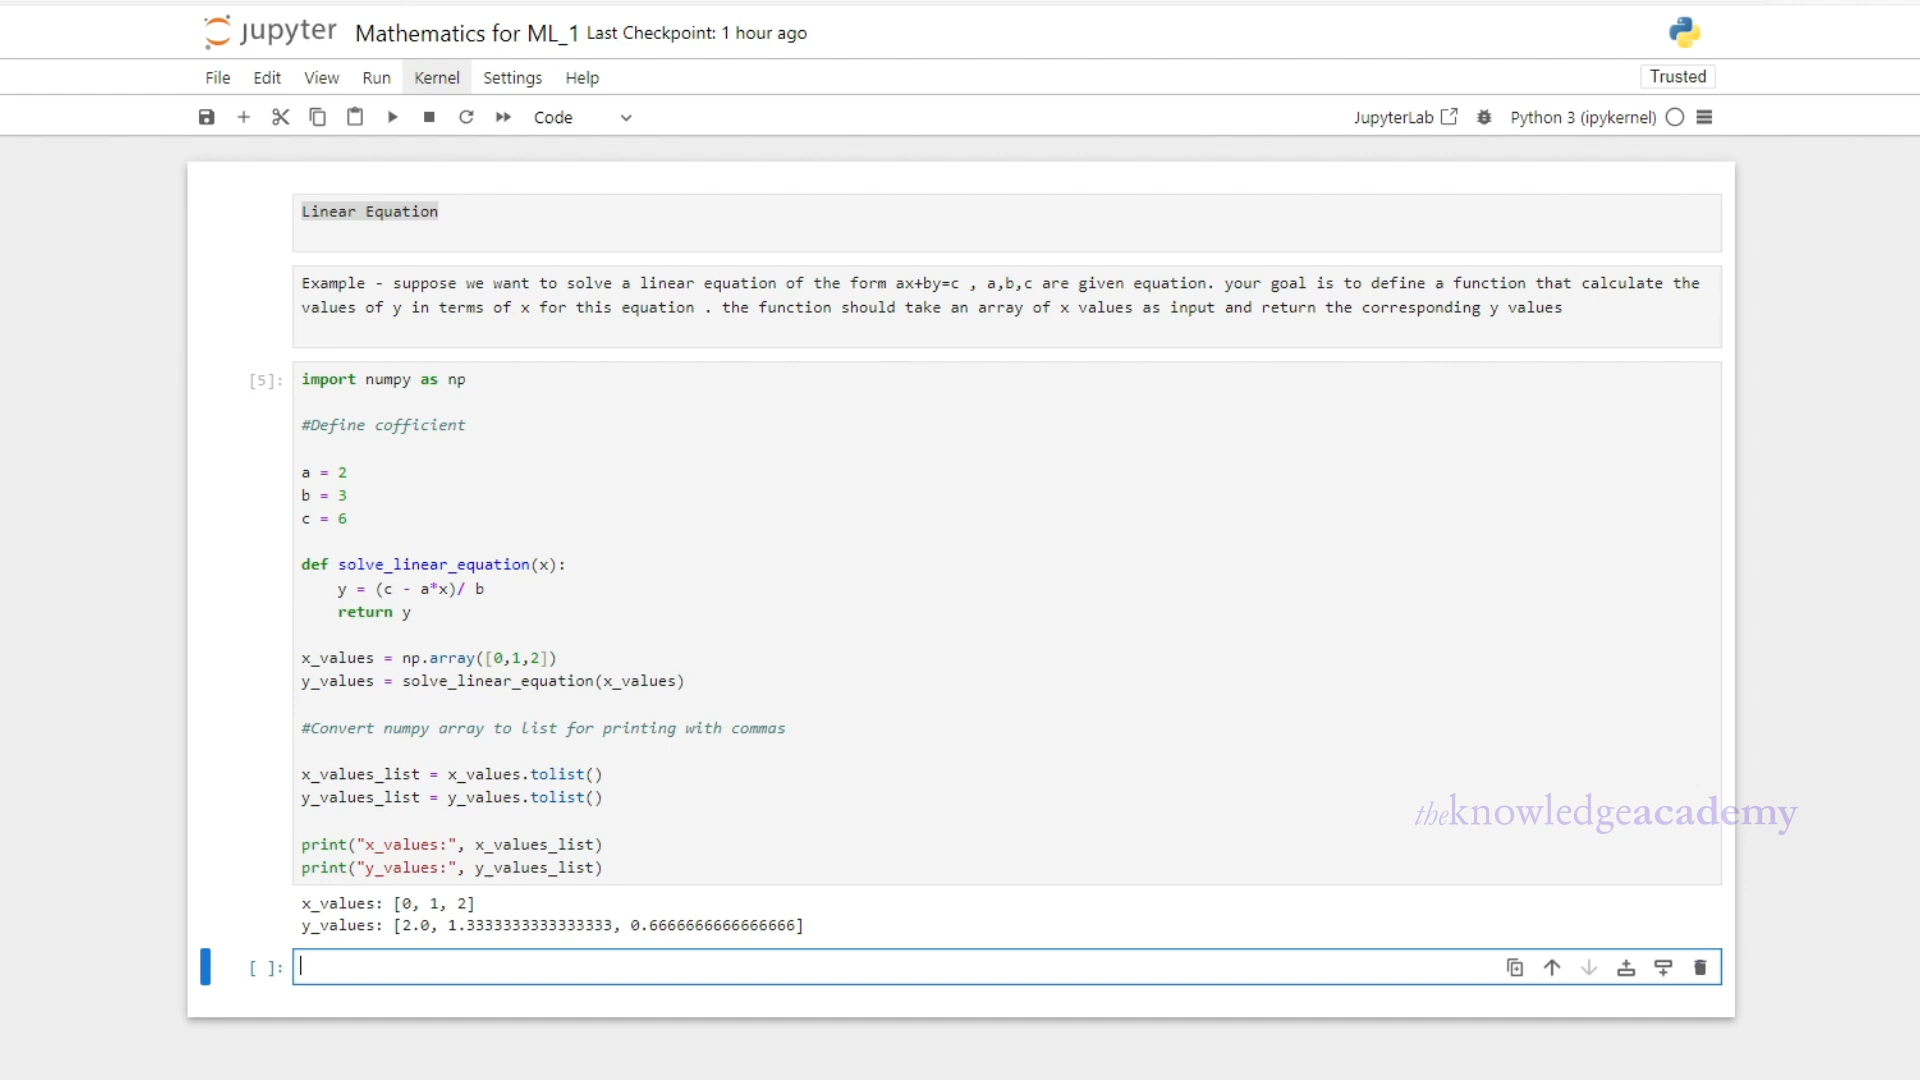 jupyter Mathematics for ML_1 Last Checkpoint: 1 hour ago
File Edit View Run Kernel Settings Help
Trusted
Code
JupyterLab Python 3 (ipykernel)
Linear Equation
Example - suppose we want to solve a linear equation of the form ax+by=c , a,b,c are given equation. your goal is to define a function that calculate the
values of y in terms of x for this equation . the function should take an array of x values as input and return the corresponding y values
[5]:
import numpy as np
#Define cofficient
a = 2
b = 3
c = 6
def solve_linear_equation(x):
    y = (c - a*x)/ b
    return y
x_values = np.array([0,1,2])
y_values = solve_linear_equation(x_values)
#Convert numpy array to list for printing with commas
x_values_list = x_values.tolist()
y_values_list = y_values.tolist()
theknowledgeacademy
print("x_values:", x_values_list)
print("y_values:", y_values_list)
x_values: [0, 1, 2]
y_values: [2.0, 1.3333333333333333, 0.6666666666666666]
[ ]: